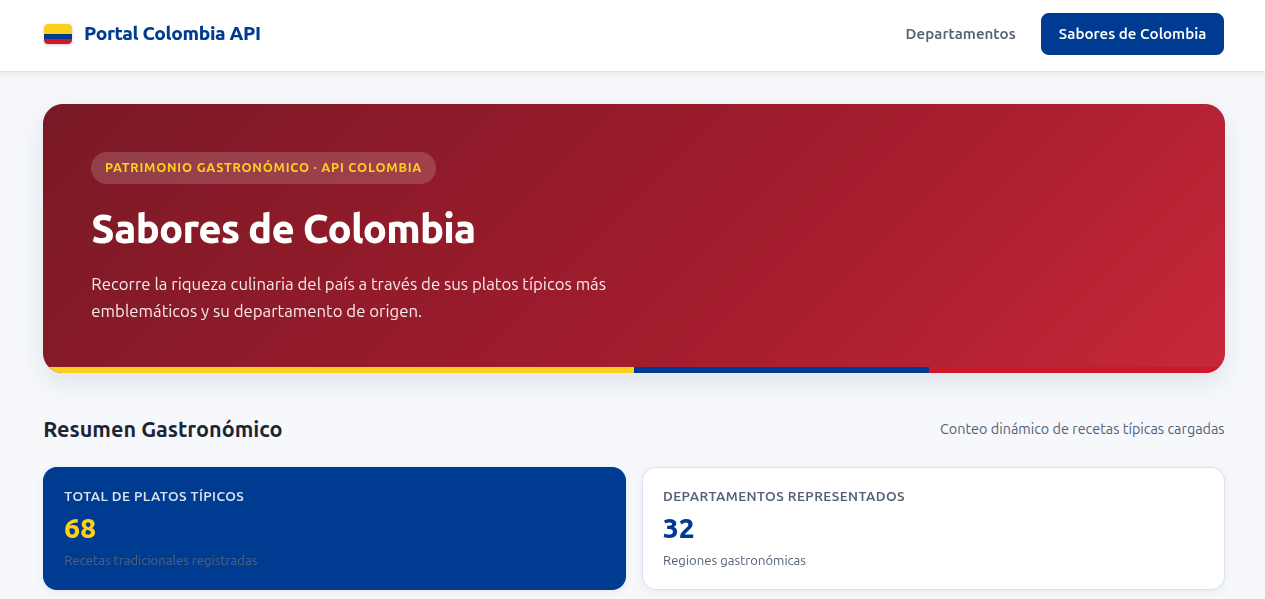 Portal Colombia API
Departamentos
Sabores de Colombia
PATRIMONIO GASTRONÓMICO · API COLOMBIA
Sabores de Colombia
Recorre la riqueza culinaria del país a través de sus platos típicos más
emblemáticos y su departamento de origen.
Resumen Gastronómico
Conteo dinámico de recetas típicas cargadas
TOTAL DE PLATOS TÍPICOS
68
Recetas tradicionales registradas
DEPARTAMENTOS REPRESENTADOS
32
Regiones gastronómicas